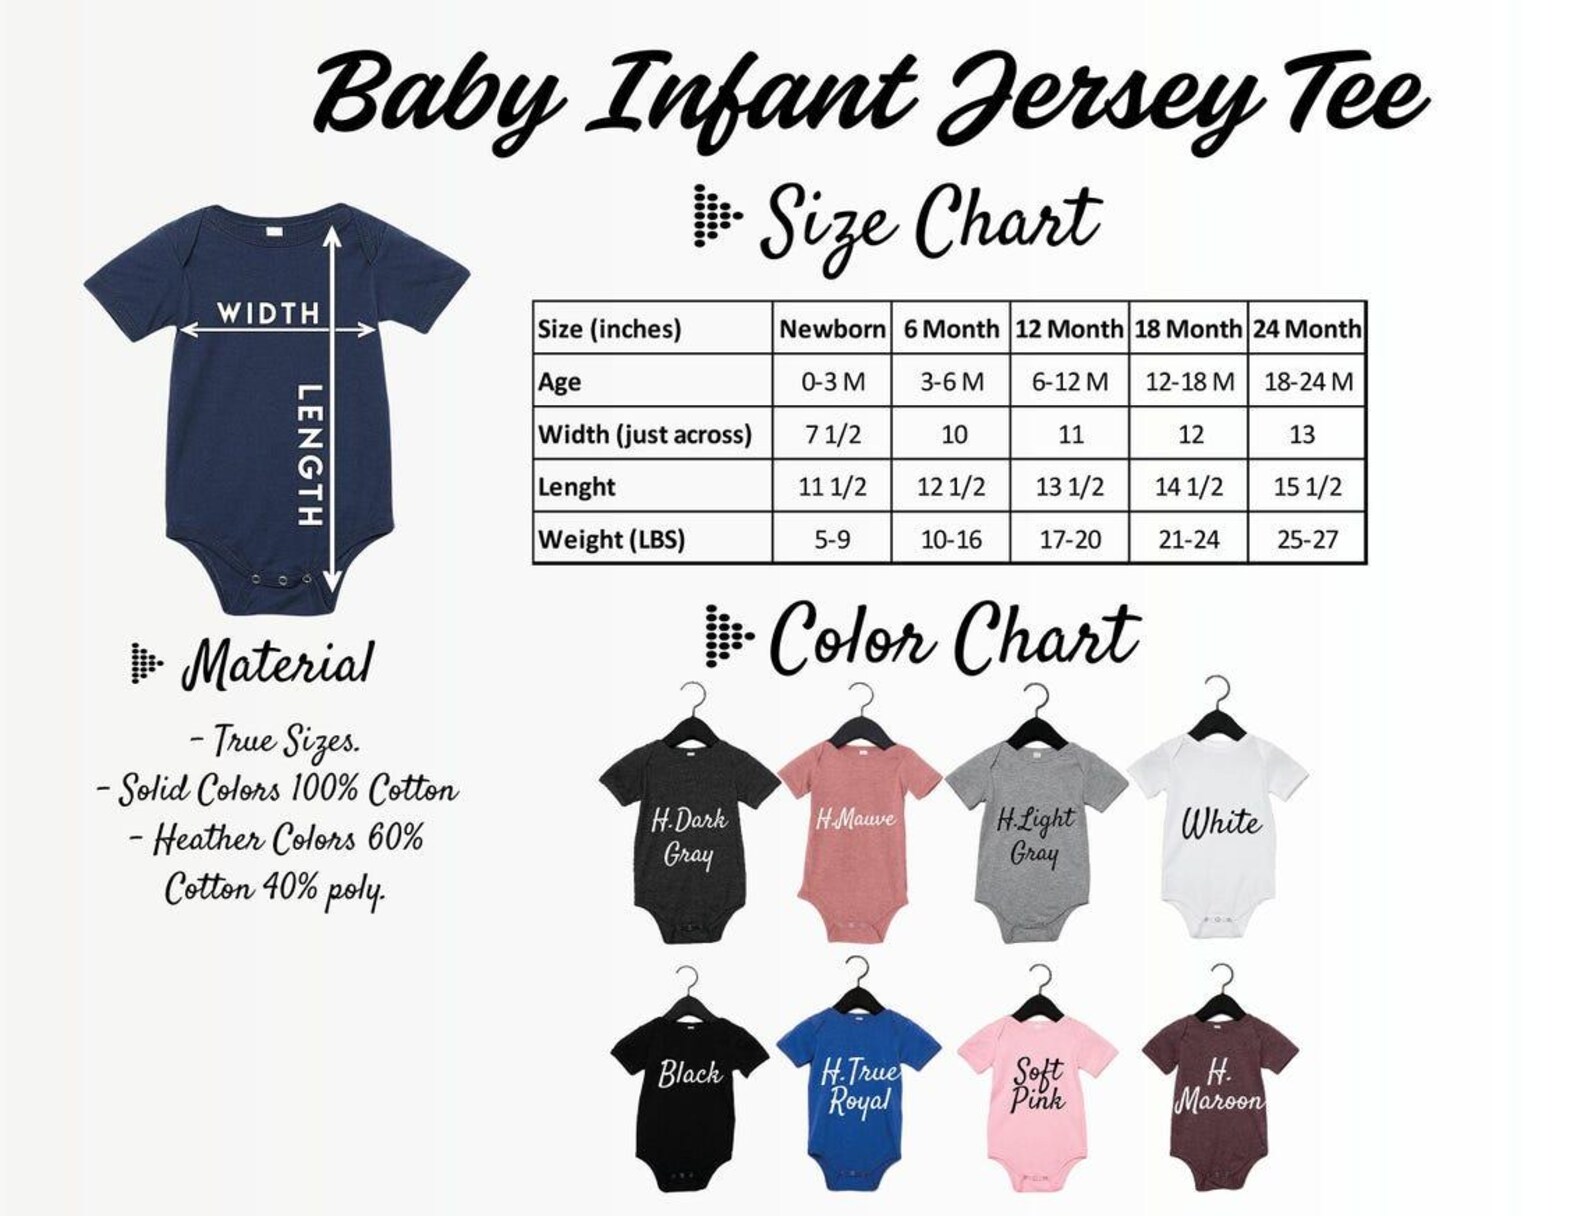 Baby Infant Jersey Tee
Size Chart
WIDTH
LENGTH
Size (inches) Newborn 6 Month 12 Month 18 Month 24 Month
Age 0-3 M 3-6 M 6-12 M 12-18 M 18-24 M
Width (just across) 7 1/2 10 11 12 13
Lenght 11 1/2 12 1/2 13 1/2 14 1/2 15 1/2
Weight (LBS) 5-9 10-16 17-20 21-24 25-27
Material
- True Sizes.
- Solid Colors 100% Cotton
- Heather Colors 60%
Cotton 40% poly.
Color Chart
H.Dark
Gray
H.Mauve
H.Light
Gray
White
Black
H.True
Royal
Soft
Pink
H.
Maroon